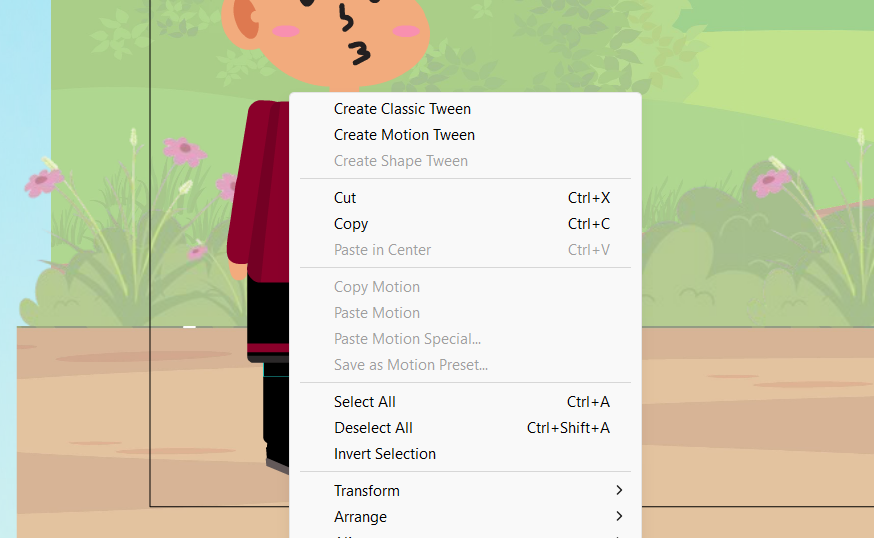 Create Classic Tween
Create Motion Tween
Create Shape Tween
Cut Ctrl+X
Copy Ctrl+C
Paste in Center Ctrl+V
Copy Motion
Paste Motion
Paste Motion Special...
Save as Motion Preset...
Select All Ctrl+A
Deselect All Ctrl+Shift+A
Invert Selection
Transform
Arrange